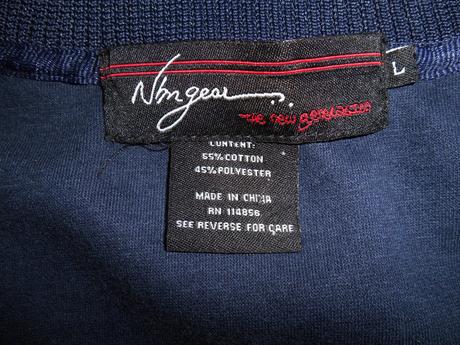 Nmgear
THE new generation
L
CONTENT:
55%COTTON
45%POLYESTER
MADE IN CHINA
RN 114856
SEE REVERSE FOR CARE